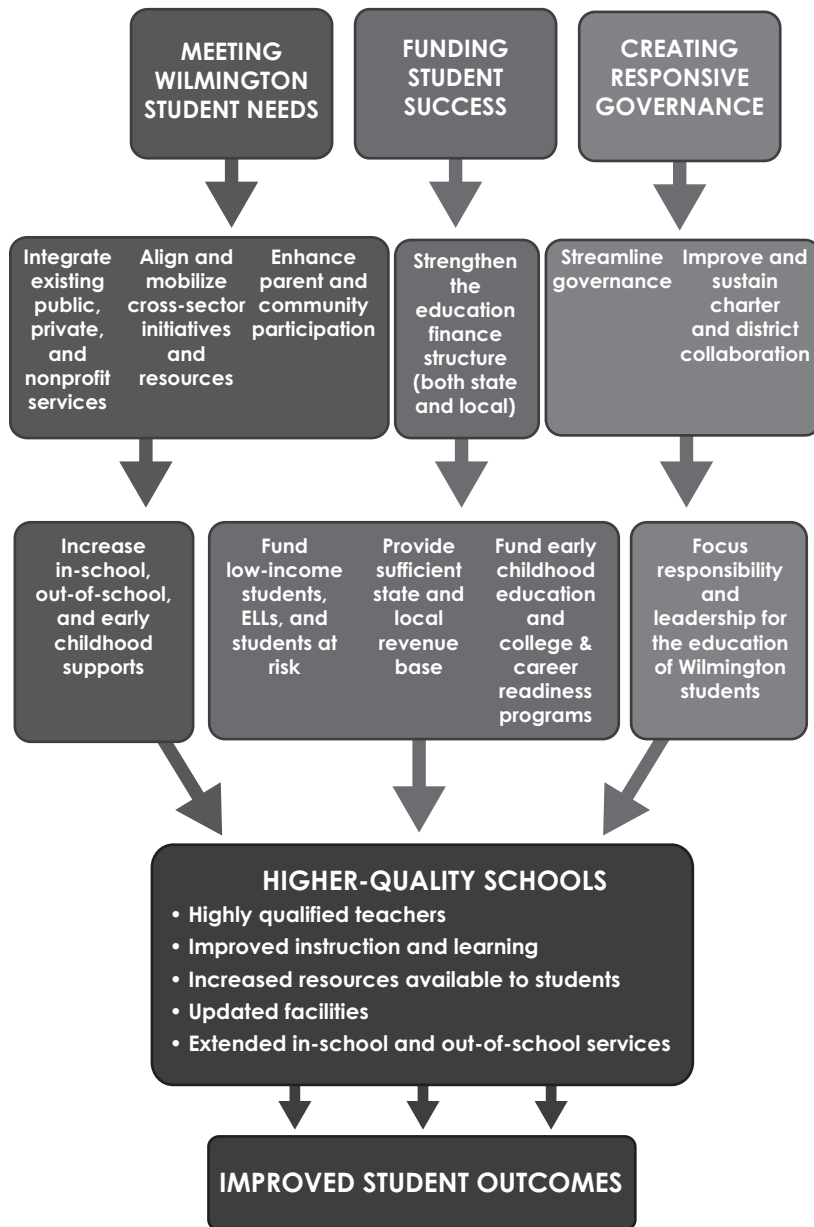 MEETING
WILMINGTON
STUDENT NEEDS
FUNDING
STUDENT
SUCCESS
CREATING
RESPONSIVE
GOVERNANCE
Integrate
existing
public,
private,
and
nonprofit
services
Align and
mobilize
cross-sector
initiatives
and
resources
Enhance
parent and
community
participation
Strengthen
the
education
finance
structure
(both state
and local)
Streamline
governance
Improve and
sustain
charter
and district
collaboration
Increase
in-school,
out-of-school,
and early
childhood
supports
Fund
low-income
students,
ELLs, and
students at
risk
Provide
sufficient
state and
local
revenue
base
Fund early
childhood
education
and
college &
career
readiness
programs
Focus
responsibility
and
leadership for
the education
of Wilmington
students
HIGHER-QUALITY SCHOOLS
• Highly qualified teachers
• Improved instruction and learning
• Increased resources available to students
• Updated facilities
• Extended in-school and out-of-school services
IMPROVED STUDENT OUTCOMES